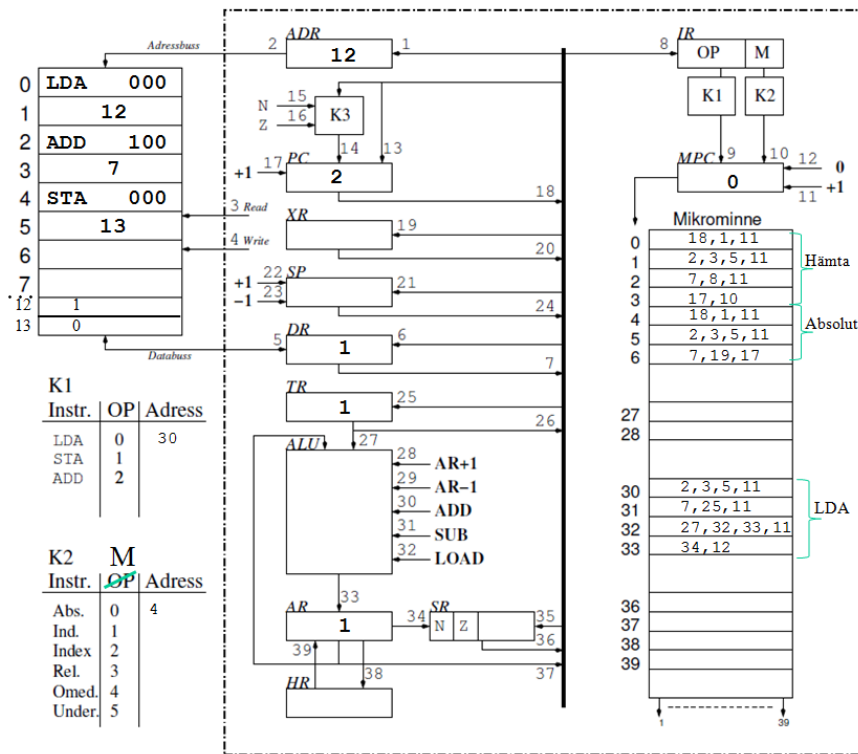 ADR
IR
Adressbuss
2
12
1
8
OP M
0 LDA 000
1 12
2 ADD 100
3 7
4 STA 000
5 13
6
7
...
12 1
13 0
N 15
Z 16
K3
14
13
K1
K2
9
10
12 0
11 +1
+1 17
PC
2
18
MPC
0
3 Read
4 Write
XR
19
20
+1 22
−1 23
SP
21
24
5
DR
1
6
7
Databuss
TR
1
25
26
27
ALU
28 AR+1
29 AR−1
30 ADD
31 SUB
32 LOAD
33
AR
1
34
SR
N Z
35
36
37
39
38
HR
Mikrominne
0 18,1,11
1 2,3,5,11
2 7,8,11
3 17,10
Hämta
4 18,1,11
5 2,3,5,11
6 7,19,17
Absolut
27
28
30 2,3,5,11
31 7,25,11
32 27,32,33,11
33 34,12
LDA
36
37
38
39
1 39
K1
Instr. OP Adress
LDA 0 30
STA 1
ADD 2
K2 M
Instr. OP Adress
Abs. 0 4
Ind. 1
Index 2
Rel. 3
Omed. 4
Under. 5